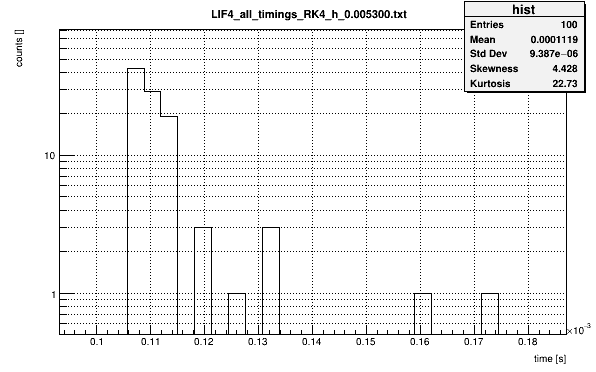 LIF4_all_timings_RK4_h_0.005300.txt
hist
Entries 100
Mean 0.0001119
Std Dev 9.387e−06
Skewness 4.428
Kurtosis 22.73
counts []
10
1
0.1 0.11 0.12 0.13 0.14 0.15 0.16 0.17 0.18
×10⁻³
time [s]